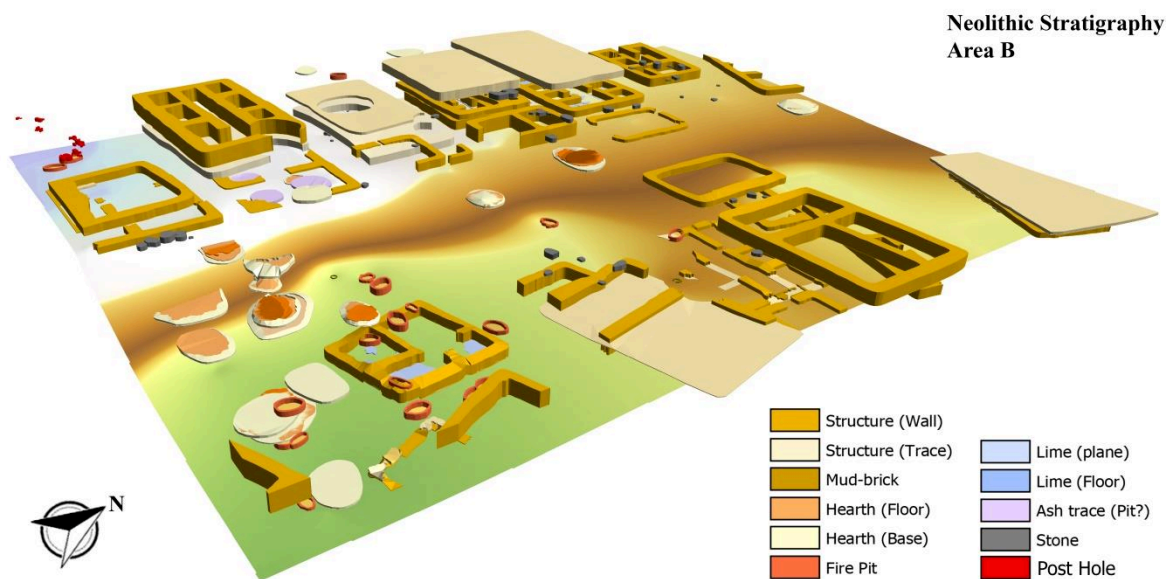 Neolithic Stratigraphy
Area B
N
Structure (Wall)
Structure (Trace)
Mud-brick
Hearth (Floor)
Hearth (Base)
Fire Pit
Lime (plane)
Lime (Floor)
Ash trace (Pit?)
Stone
Post Hole